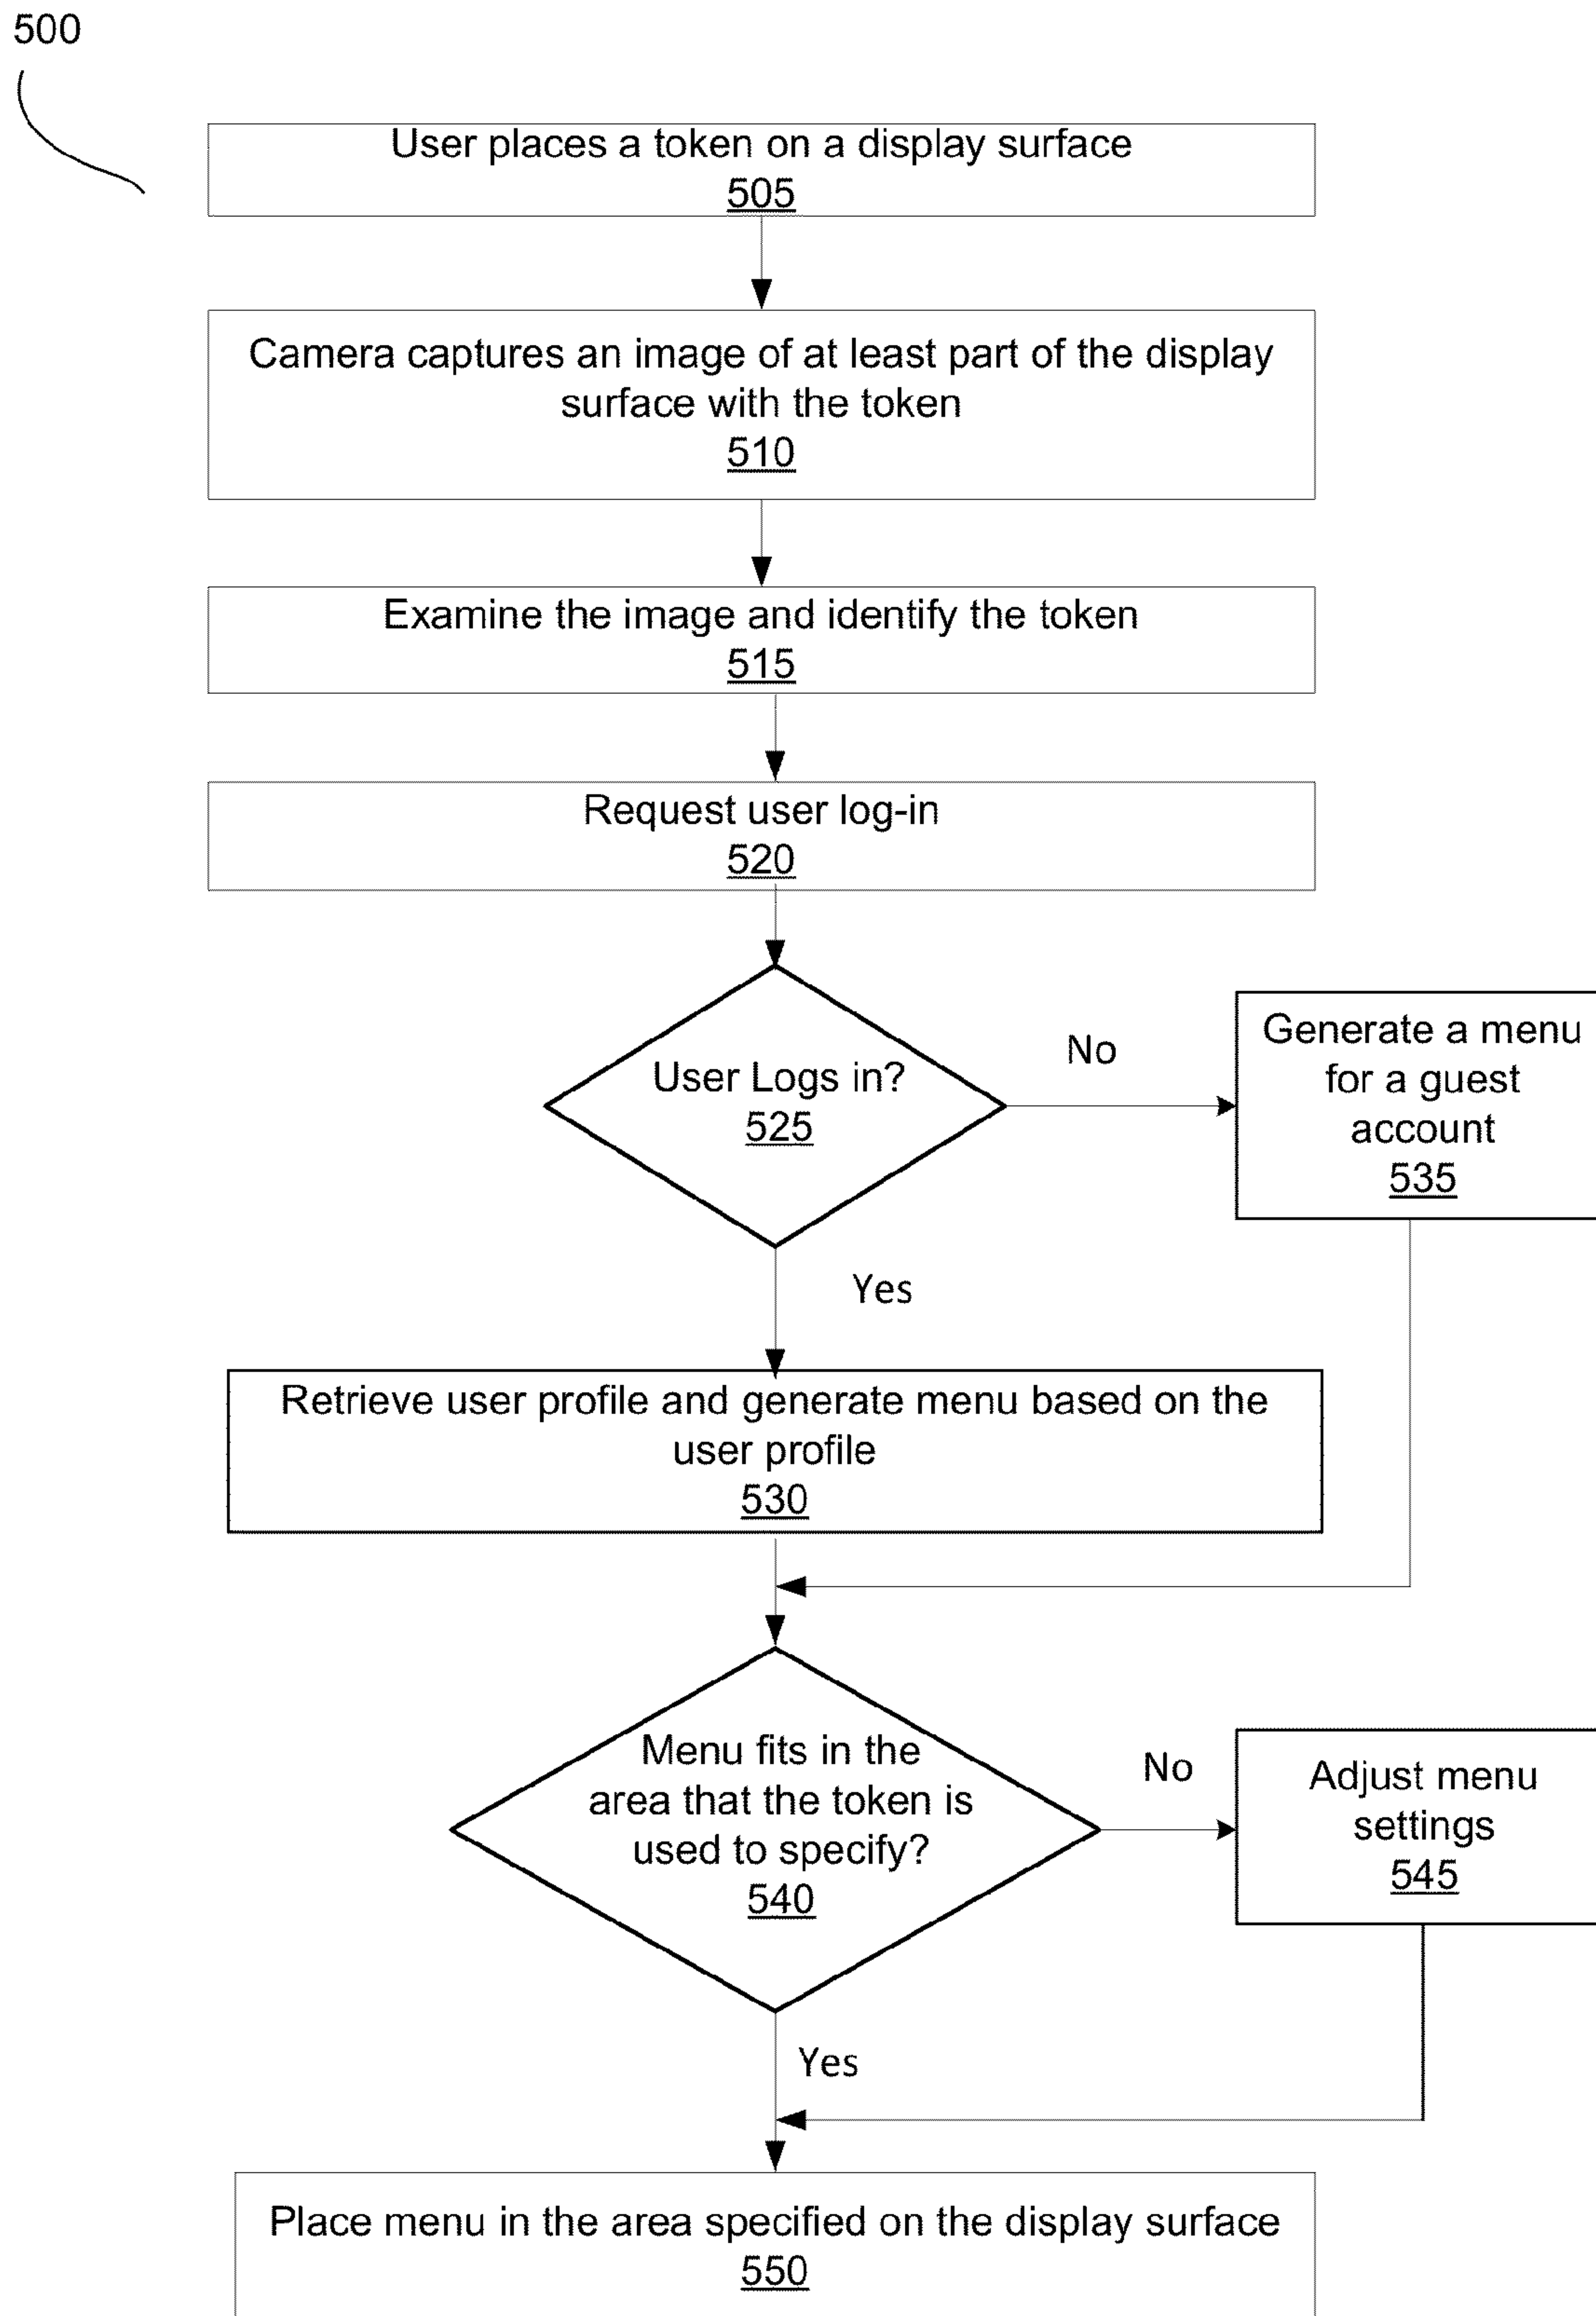 500
User places a token on a display surface
505
Camera captures an image of at least part of the display
surface with the token
510
Examine the image and identify the token
515
Request user log-in
520
User Logs in?
525
No
Generate a menu
for a guest
account
535
Yes
Retrieve user profile and generate menu based on the
user profile
530
Menu fits in the
area that the token is
used to specify?
540
No
Adjust menu
settings
545
Yes
Place menu in the area specified on the display surface
550